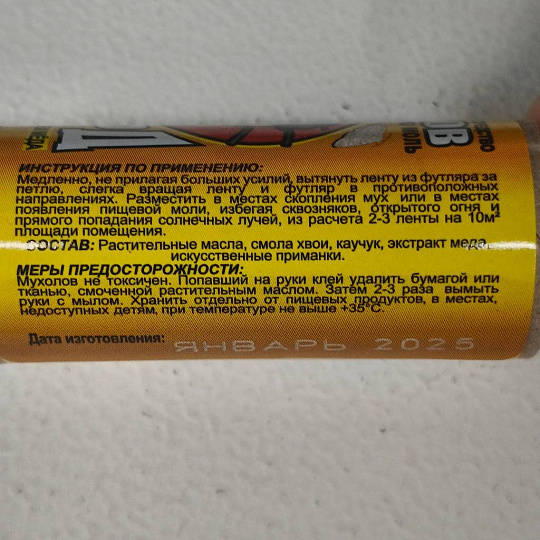 ОВ
МОЛЬ
ИНСТРУКЦИЯ ПО ПРИМЕНЕНИЮ:
Медленно, не прилагая больших усилий, вытянуть ленту из футляра за
петлю, слегка вращая ленту и футляр в противоположных
направлениях. Разместить в местах скопления мух или в местах
появления пищевой моли, избегая сквозняков, открытого огня и
прямого попадания солнечных лучей, из расчета 2-3 ленты на 10м²
площади помещения.
СОСТАВ: Растительные масла, смола хвои, каучук, экстракт меда,
искусственные приманки.
МЕРЫ ПРЕДОСТОРОЖНОСТИ:
Мухолов не токсичен. Попавший на руки клей удалить бумагой или
тканью, смоченной растительным маслом. Затем 2-3 раза вымыть
руки с мылом. Хранить отдельно от пищевых продуктов, в местах,
недоступных детям, при температуре не выше +35°С.
Дата изготовления: ЯНВАРЬ 2025